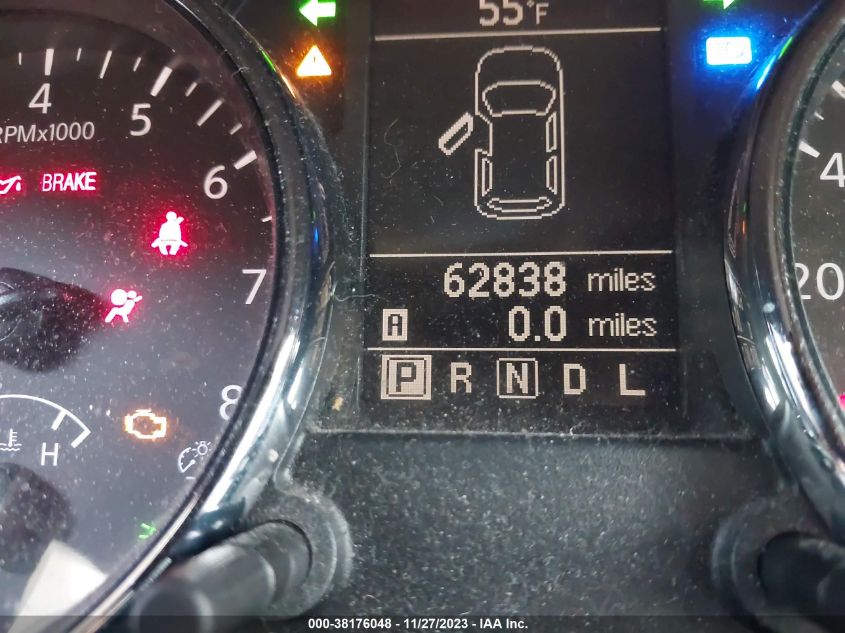 55°F
4
5
RPMx1000
BRAKE
6
7
8
H
62838 miles
A 0.0 miles
P R N D L
4
20
000-38176048 - 11/27/2023 - IAA Inc.